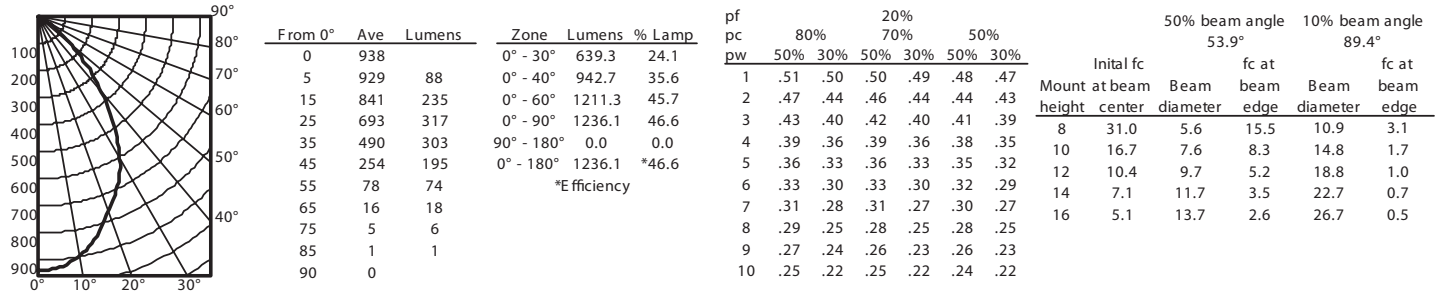 90°
80°
70°
60°
50°
40°
100
200
300
400
500
600
700
800
900
0° 10° 20° 30°
From 0° Ave Lumens
0 938
5 929 88
15 841 235
25 693 317
35 490 303
45 254 195
55 78 74
65 16 18
75 5 6
85 1 1
90 0
Zone Lumens % Lamp
0° - 30° 639.3 24.1
0° - 40° 942.7 35.6
0° - 60° 1211.3 45.7
0° - 90° 1236.1 46.6
90° - 180° 0.0 0.0
0° - 180° 1236.1 *46.6
*Efficiency
pf 20%
pc 80% 70% 50%
pw 50% 30% 50% 30% 50% 30%
1 .51 .50 .50 .49 .48 .47
2 .47 .44 .46 .44 .44 .43
3 .43 .40 .42 .40 .41 .39
4 .39 .36 .39 .36 .38 .35
5 .36 .33 .36 .33 .35 .32
6 .33 .30 .33 .30 .32 .29
7 .31 .28 .31 .27 .30 .27
8 .29 .25 .28 .25 .28 .25
9 .27 .24 .26 .23 .26 .23
10 .25 .22 .25 .22 .24 .22
50% beam angle 10% beam angle
53.9° 89.4°
Inital fc fc at fc at
Mount at beam Beam beam Beam beam
height center diameter edge diameter edge
8 31.0 5.6 15.5 10.9 3.1
10 16.7 7.6 8.3 14.8 1.7
12 10.4 9.7 5.2 18.8 1.0
14 7.1 11.7 3.5 22.7 0.7
16 5.1 13.7 2.6 26.7 0.5